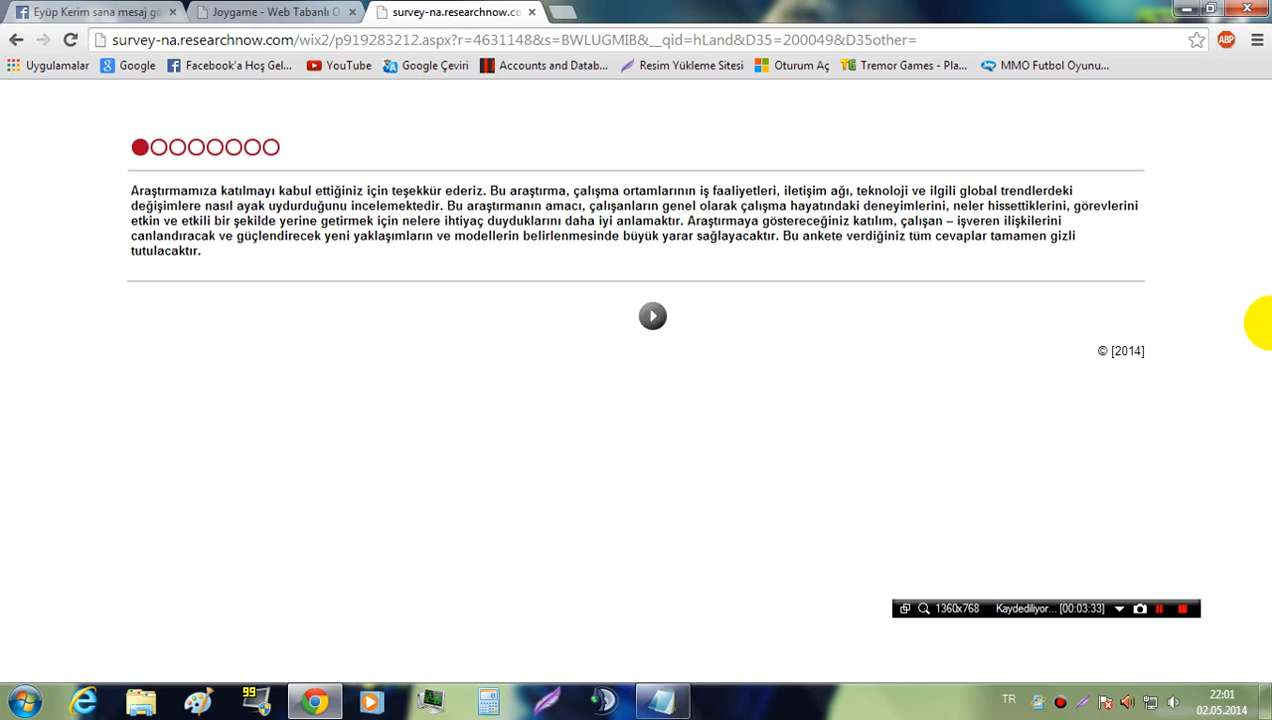 Eyüp Kerim sana mesaj gö
Joygame - Web Tabanlı O
survey-na.researchnow.co
survey-na.researchnow.com/wix2/p919283212.aspx?r=4631148&s=BWLUGMIB&__qid=hLand&D35=200049&D35other=
ABP
Uygulamalar
Google
Facebook'a Hoş Gel...
YouTube
Google Çeviri
Accounts and Datab...
Resim Yükleme Sitesi
Oturum Aç
Tremor Games - Pla...
MMO Futbol Oyunu...
Araştırmamıza katılmayı kabul ettiğiniz için teşekkür ederiz. Bu araştırma, çalışma ortamlarının iş faaliyetleri, iletişim ağı, teknoloji ve ilgili global trendlerdeki
değişimlere nasıl ayak uydurduğunu incelemektedir. Bu araştırmanın amacı, çalışanların genel olarak çalışma hayatındaki deneyimlerini, neler hissettiklerini, görevlerini
etkin ve etkili bir şekilde yerine getirmek için nelere ihtiyaç duyduklarını daha iyi anlamaktır. Araştırmaya göstereceğiniz katılım, çalışan – işveren ilişkilerini
canlandıracak ve güçlendirecek yeni yaklaşımların ve modellerin belirlenmesinde büyük yarar sağlayacaktır. Bu ankete verdiğiniz tüm cevaplar tamamen gizli
tutulacaktır.
© [2014]
1360x768 Kaydediliyor... [00:03:33]
99
TR
22:01
02.05.2014